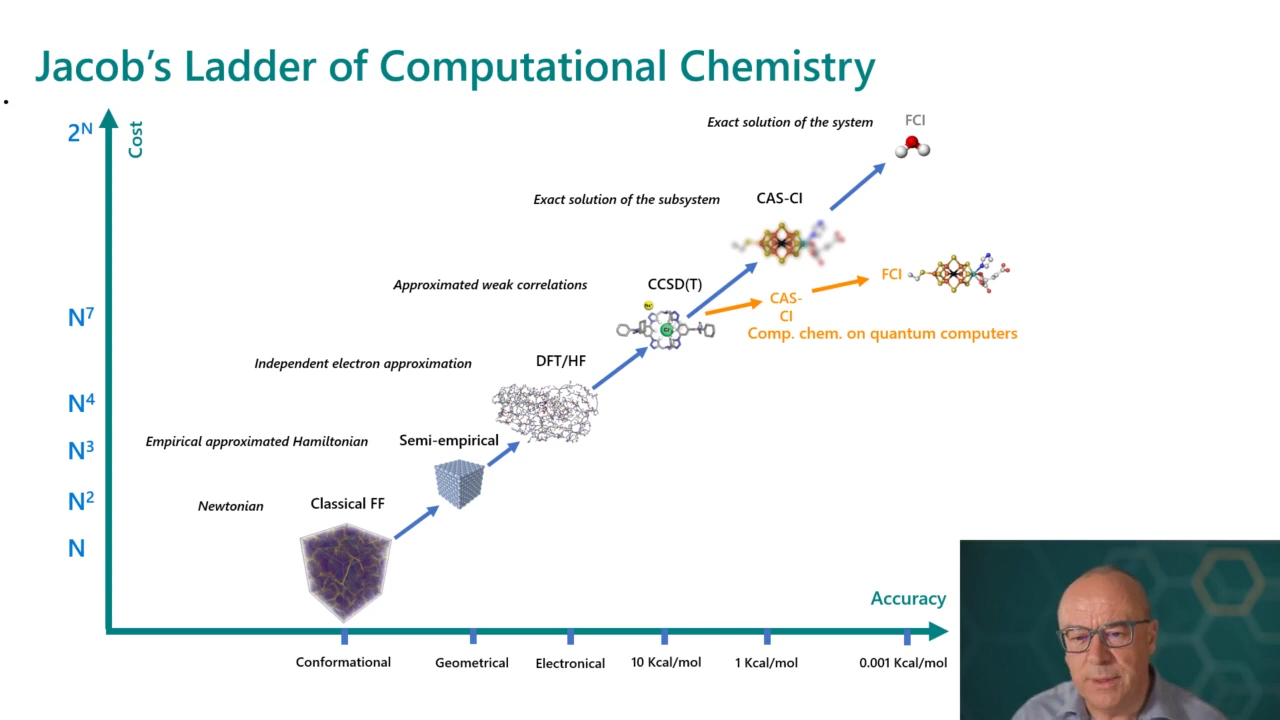 Jacob's Ladder of Computational Chemistry
2ᴺ
Cost
Exact solution of the system
FCI
Exact solution of the subsystem
CAS-CI
Approximated weak correlations
CCSD(T)
FCI
CAS-
CI
Comp. chem. on quantum computers
N⁷
Independent electron approximation
DFT/HF
N⁴
Empirical approximated Hamiltonian
Semi-empirical
N³
Newtonian
Classical FF
N²
N
Accuracy
Conformational
Geometrical
Electronical
10 Kcal/mol
1 Kcal/mol
0.001 Kcal/mol